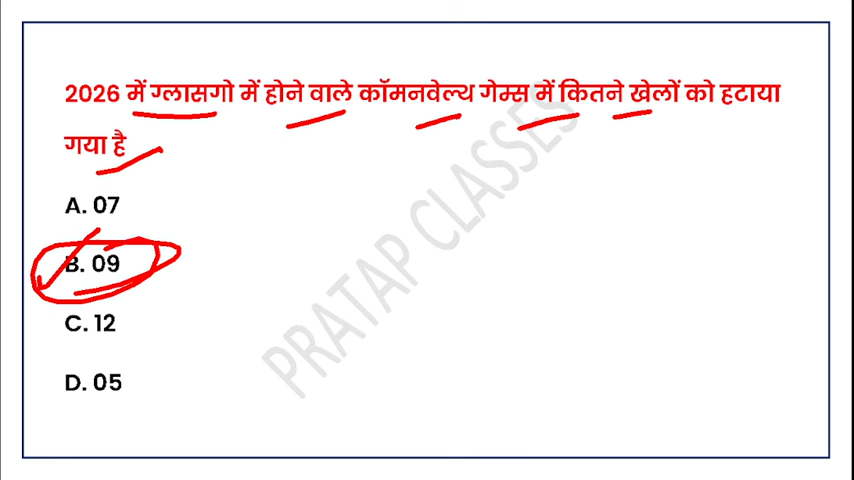 2026 में ग्लासगो में होने वाले कॉमनवेल्थ गेम्स में कितने खेलों को हटाया
गया है
A. 07
B. 09
C. 12
D. 05
PRATAP CLASSES